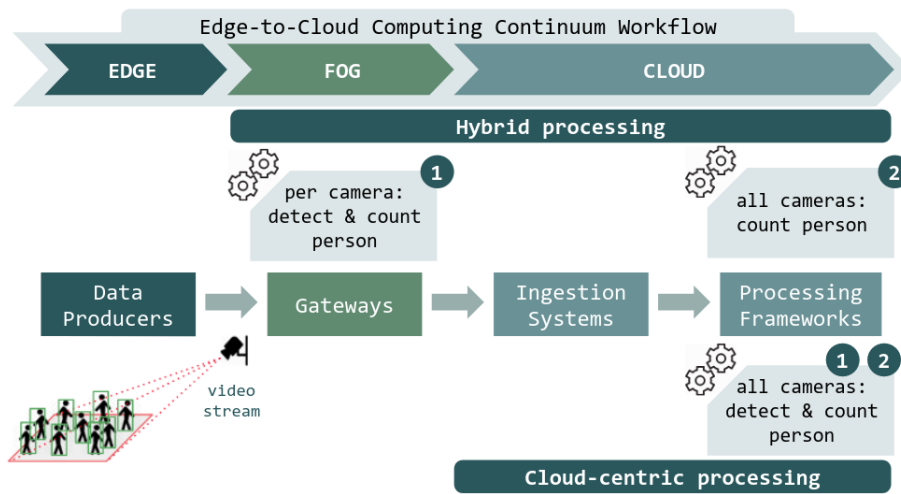 Edge-to-Cloud Computing Continuum Workflow
EDGE
FOG
CLOUD
Hybrid processing
1
per camera:
detect & count
person
2
all cameras:
count person
Data
Producers
Gateways
Ingestion
Systems
Processing
Frameworks
video
stream
1 2
all cameras:
detect & count
person
Cloud-centric processing